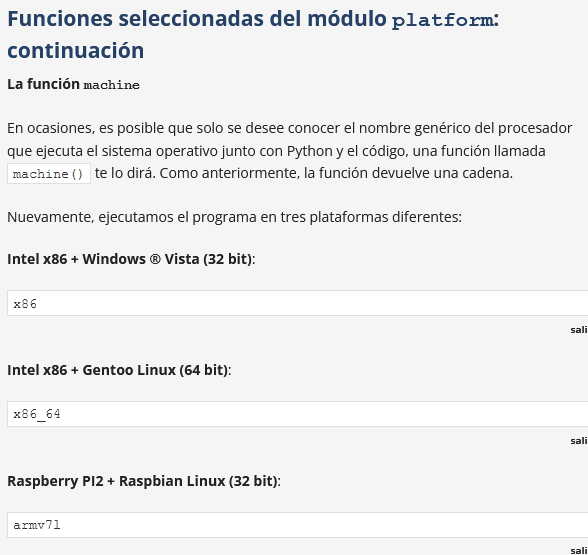 Funciones seleccionadas del módulo platform:
continuación
La función machine
En ocasiones, es posible que solo se desee conocer el nombre genérico del procesador
que ejecuta el sistema operativo junto con Python y el código, una función llamada
machine() te lo dirá. Como anteriormente, la función devuelve una cadena.
Nuevamente, ejecutamos el programa en tres plataformas diferentes:
Intel x86 + Windows ® Vista (32 bit):
x86
sali
Intel x86 + Gentoo Linux (64 bit):
x86_64
sali
Raspberry PI2 + Raspbian Linux (32 bit):
armv7l
sali